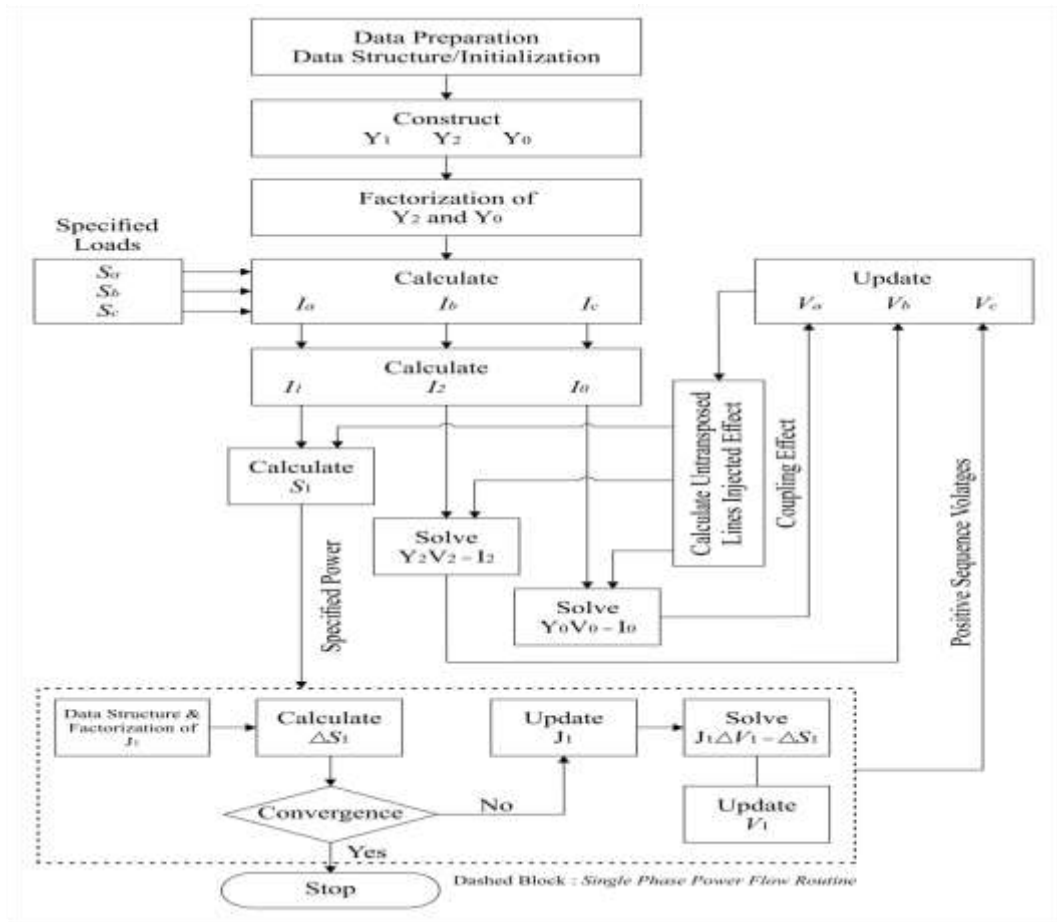 Data Preparation
Data Structure/Initialization
Construct
Y1 Y2 Y0
Factorization of
Y2 and Y0
Specified
Loads
Sa
Sb
Sc
Calculate
Ia Ib Ic
Update
Va Vb Vc
Calculate
I1 I2 I0
Calculate Untransposed
Lines Injected Effect
Coupling Effect
Positive Sequence Volatges
Calculate
S1
Solve
Y2V2 – I2
Solve
Y0V0 – I0
Specified Power
Data Structure &
Factorization of
J1
Calculate
△S1
Update
J1
Solve
J1△V1 – △S1
Convergence
No
Update
V1
Yes
Stop
Dashed Block : Single Phase Power Flow Routine